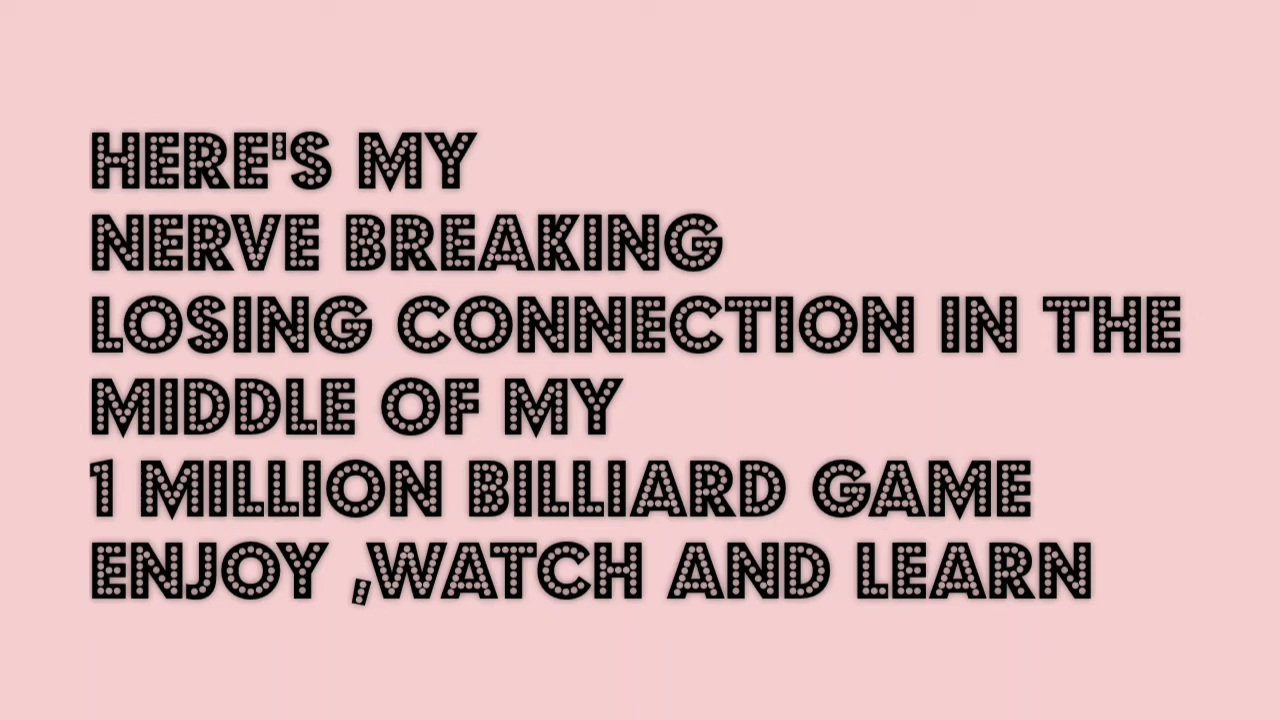 HERE'S MY
NERVE BREAKING
LOSING CONNECTION IN THE
MIDDLE OF MY
1 MILLION BILLIARD GAME
ENJOY ,WATCH AND LEARN